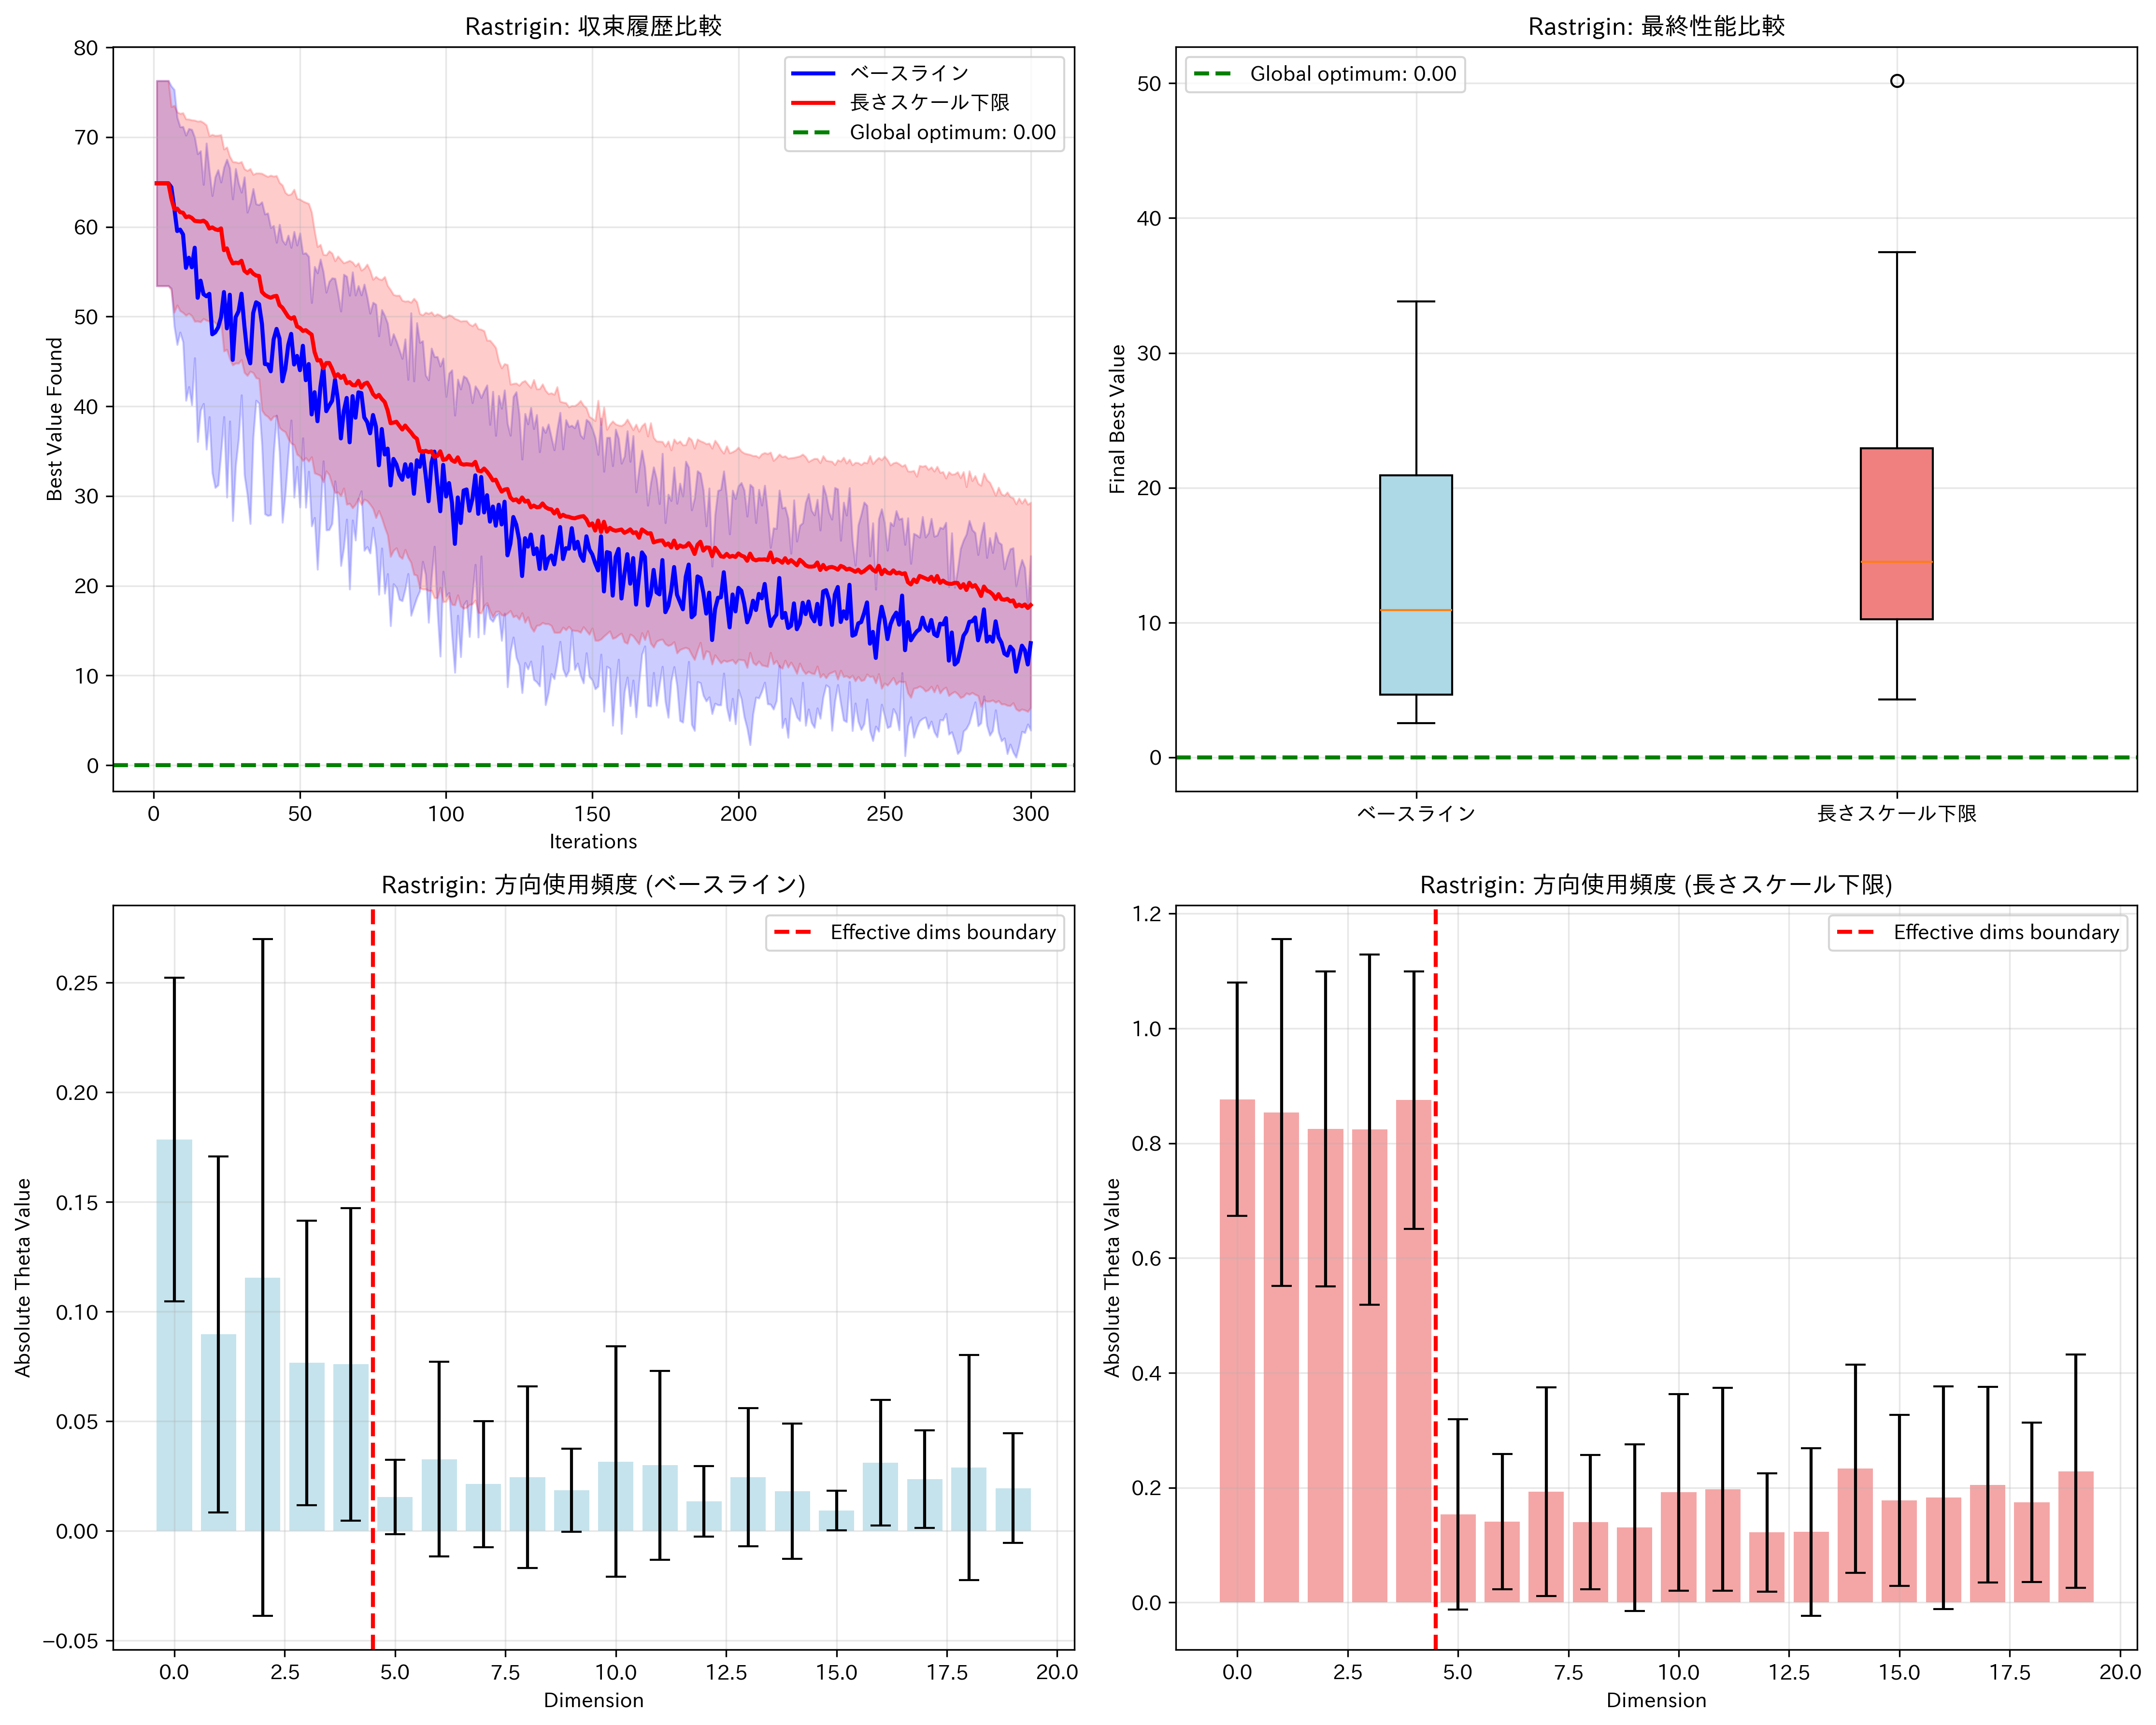 Rastrigin: 収束履歴比較
80
70
60
50
40
30
20
10
0
Best Value Found
ベースライン
長さスケール下限
Global optimum: 0.00
0
50
100
150
200
250
300
Iterations
Rastrigin: 最終性能比較
50
40
30
20
10
0
Final Best Value
Global optimum: 0.00
ベースライン
長さスケール下限
Rastrigin: 方向使用頻度 (ベースライン)
0.25
0.20
0.15
0.10
0.05
0.00
−0.05
Absolute Theta Value
Effective dims boundary
0.0
2.5
5.0
7.5
10.0
12.5
15.0
17.5
20.0
Dimension
Rastrigin: 方向使用頻度 (長さスケール下限)
1.2
1.0
0.8
0.6
0.4
0.2
0.0
Absolute Theta Value
Effective dims boundary
0.0
2.5
5.0
7.5
10.0
12.5
15.0
17.5
20.0
Dimension